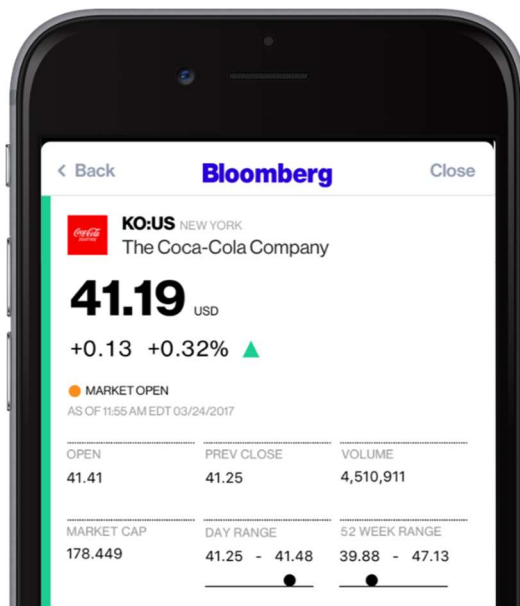 < Back Bloomberg Close
Coca-Cola
KO:US NEW YORK
The Coca-Cola Company
41.19 USD
+0.13 +0.32%
MARKET OPEN
AS OF 11:55 AM EDT 03/24/2017
OPEN PREV CLOSE VOLUME
41.41 41.25 4,510,911
MARKET CAP DAY RANGE 52 WEEK RANGE
178.449 41.25 - 41.48 39.88 - 47.13